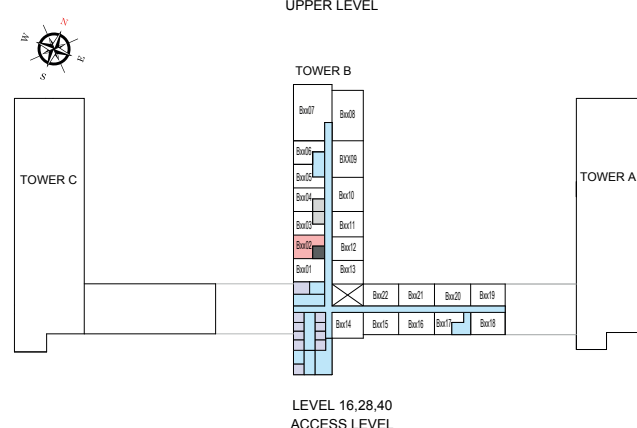 UPPER LEVEL
N
W
E
S
TOWER B
Bxx07
Bxx08
Bxx06
BXX09
Bxx05
TOWER C
TOWER A
Bxx04
Bxx10
Bxx03
Bxx11
Bxx02
Bxx12
Bxx01
Bxx13
Bxx22
Bxx21
Bxx20
Bxx19
Bxx14
Bxx15
Bxx16
Bxx17
Bxx18
LEVEL 16,28,40
ACCESS LEVEL